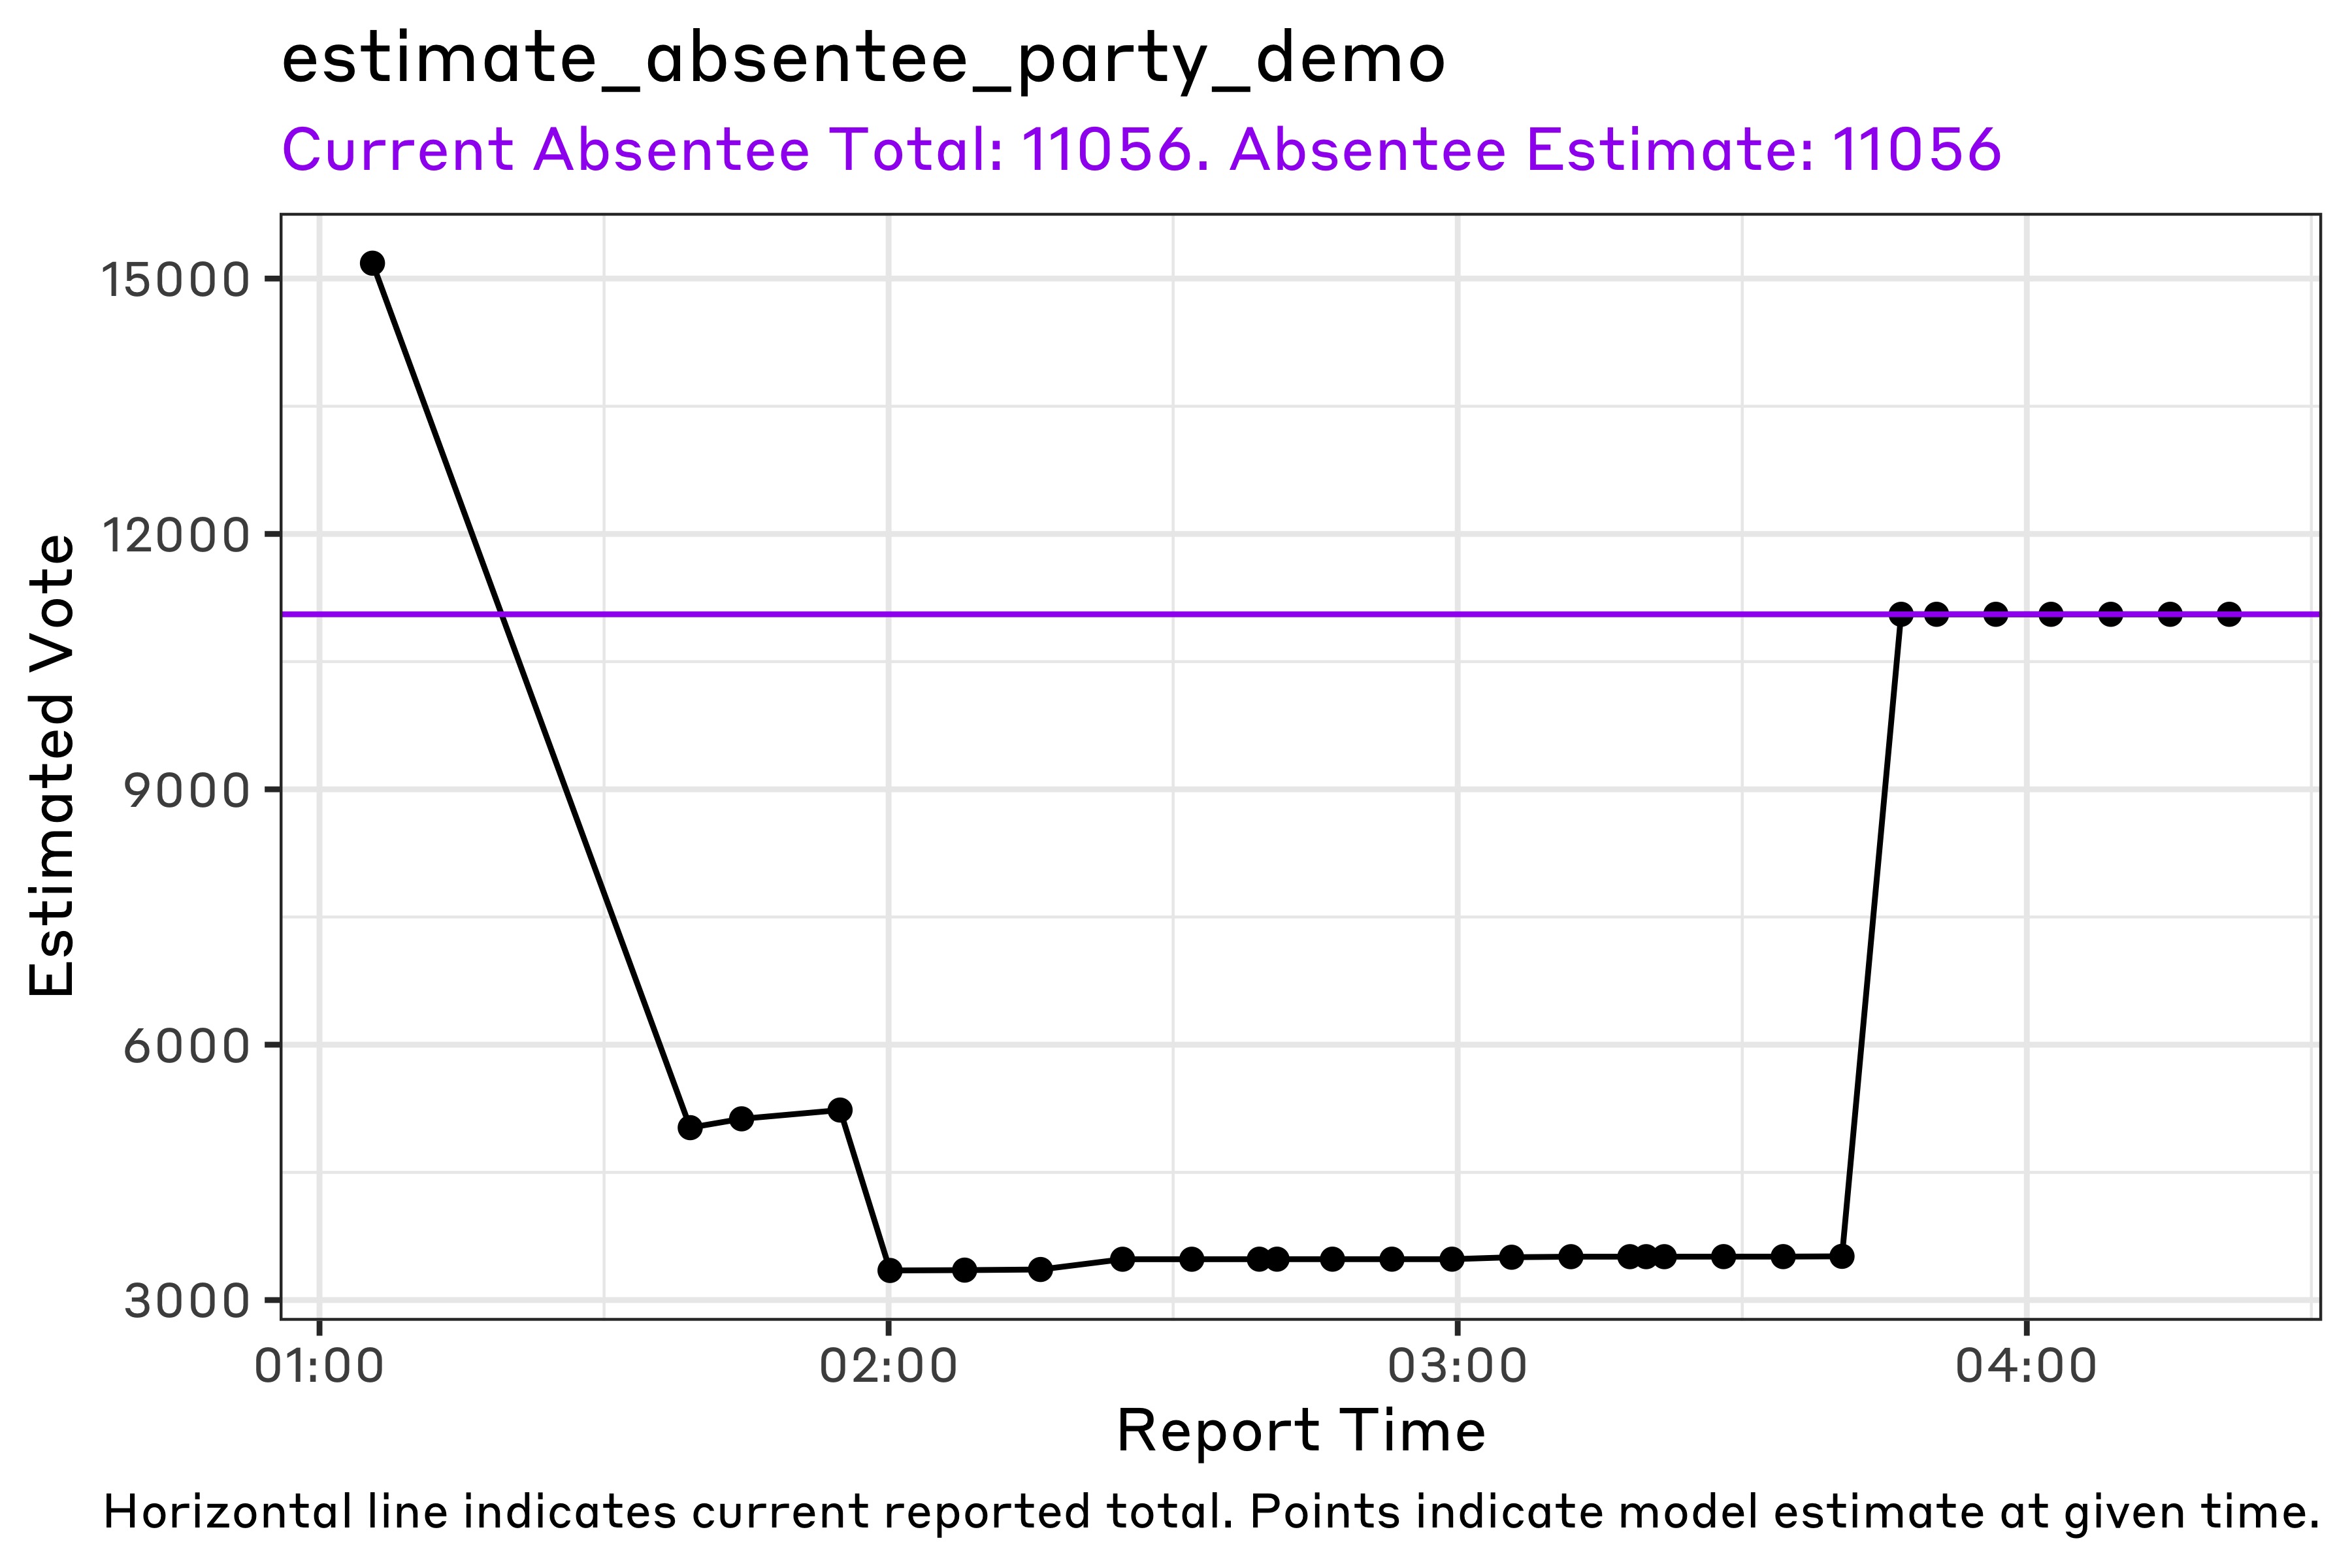 estimate_absentee_party_demo
Current Absentee Total: 11056. Absentee Estimate: 11056
Estimated Vote
15000
12000
9000
6000
3000
01:00 02:00 03:00 04:00
Report Time
Horizontal line indicates current reported total. Points indicate model estimate at given time.